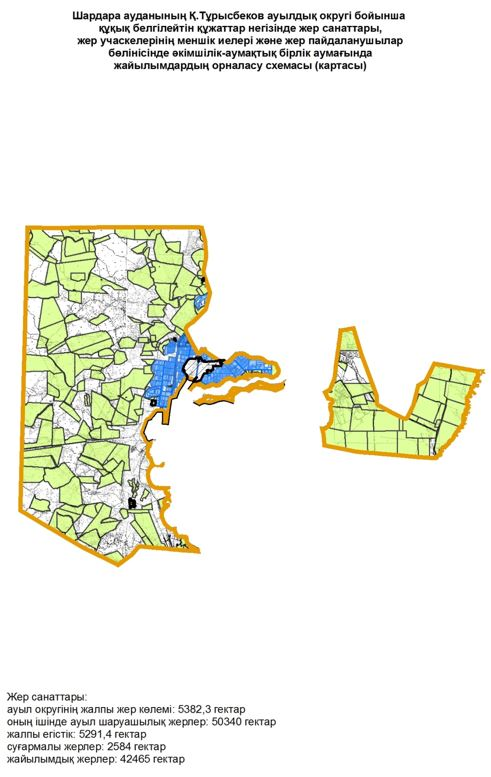 Шардара ауданының Қ.Тұрысбеков ауылдық округі бойынша
құқық белгілейтін құжаттар негізінде жер санаттары,
жер учаскелерінің меншік иелері және жер пайдаланушылар
бөлінісінде әкімшілік-аумақтық бірлік аумағында
жайылымдардың орналасу схемасы (картасы)
Жер санаттары:
ауыл округінің жалпы жер көлемі: 5382,3 гектар
оның ішінде ауыл шаруашылық жерлер: 50340 гектар
жалпы егістік: 5291,4 гектар
суғармалы жерлер: 2584 гектар
жайылымдық жерлер: 42465 гектар